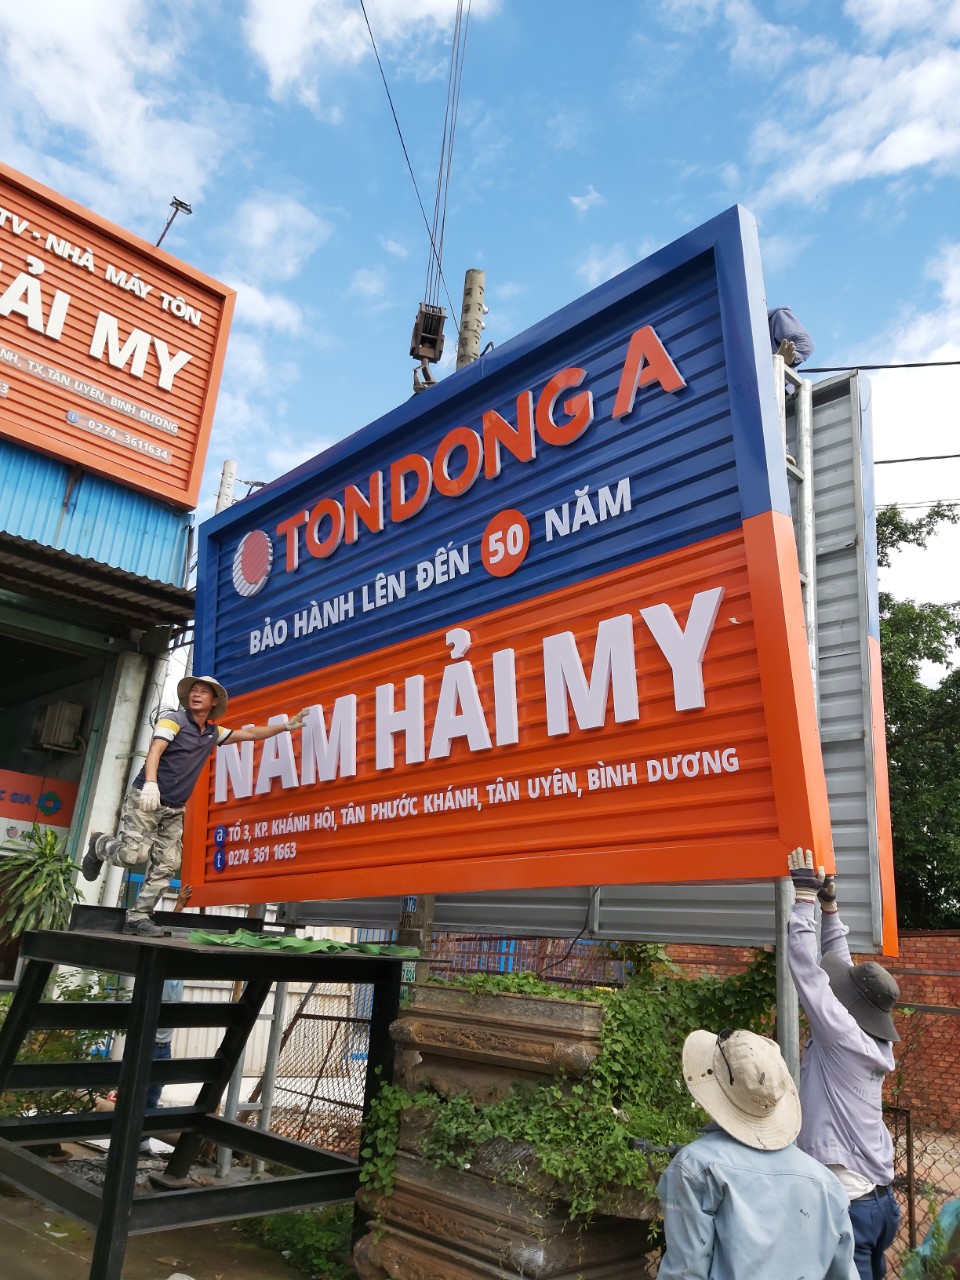 TV - NHÀ MÁY TÔN
ẢI MY
NH, TX.TÂN UYÊN, BÌNH DƯƠNG
0274 3611634
TONDONG A
BẢO HÀNH LÊN ĐẾN 50 NĂM
NAM HẢI MY
a TỔ 3, KP. KHÁNH HỘI, TÂN PHƯỚC KHÁNH, TÂN UYÊN, BÌNH DƯƠNG
t 0274 361 1663
GIA